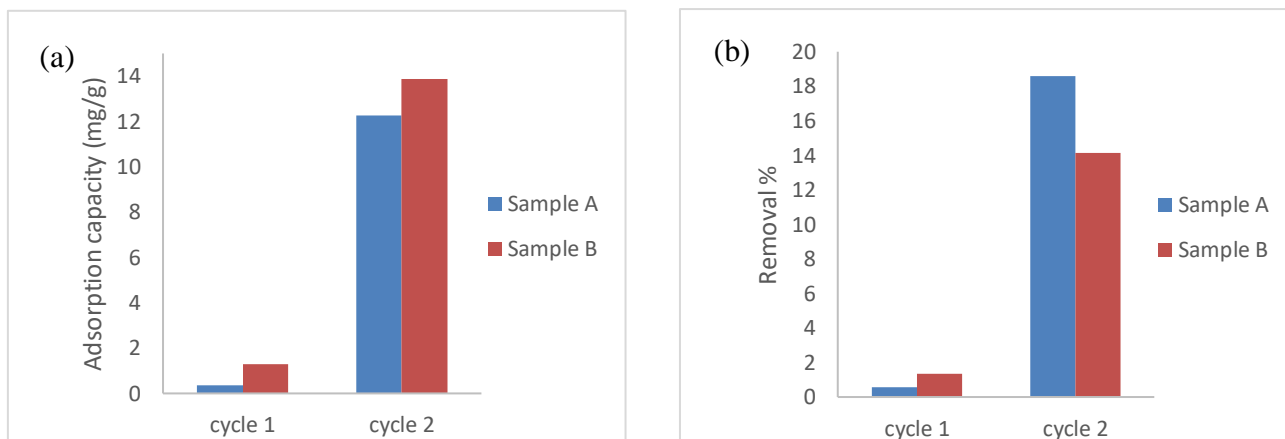 (a)
Adsorption capacity (mg/g)
14
12
10
8
6
4
2
0
cycle 1
cycle 2
Sample A
Sample B
(b)
Removal %
20
18
16
14
12
10
8
6
4
2
0
cycle 1
cycle 2
Sample A
Sample B